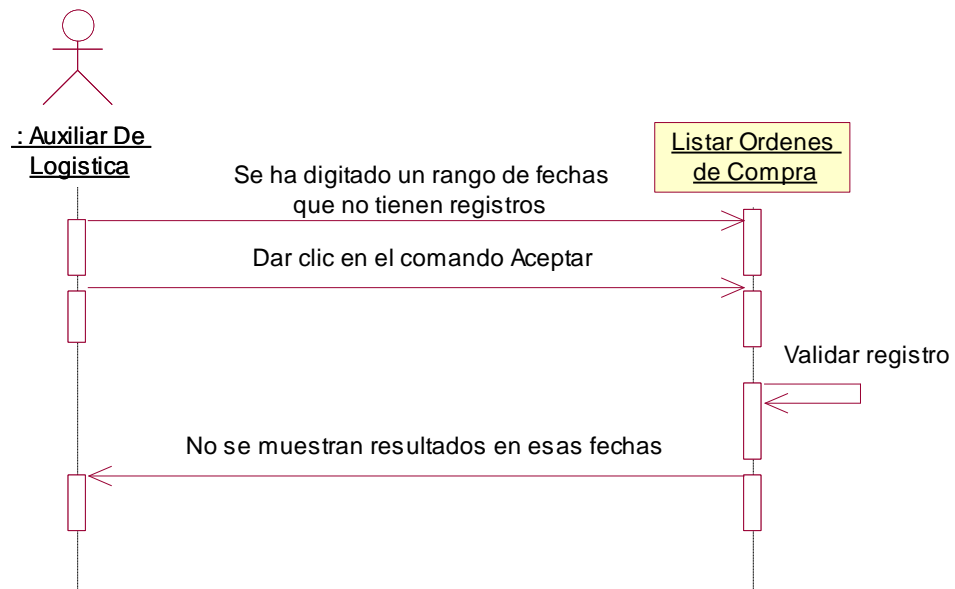 : Auxiliar De
Logistica
Listar Ordenes
de Compra
Se ha digitado un rango de fechas
que no tienen registros
Dar clic en el comando Aceptar
Validar registro
No se muestran resultados en esas fechas